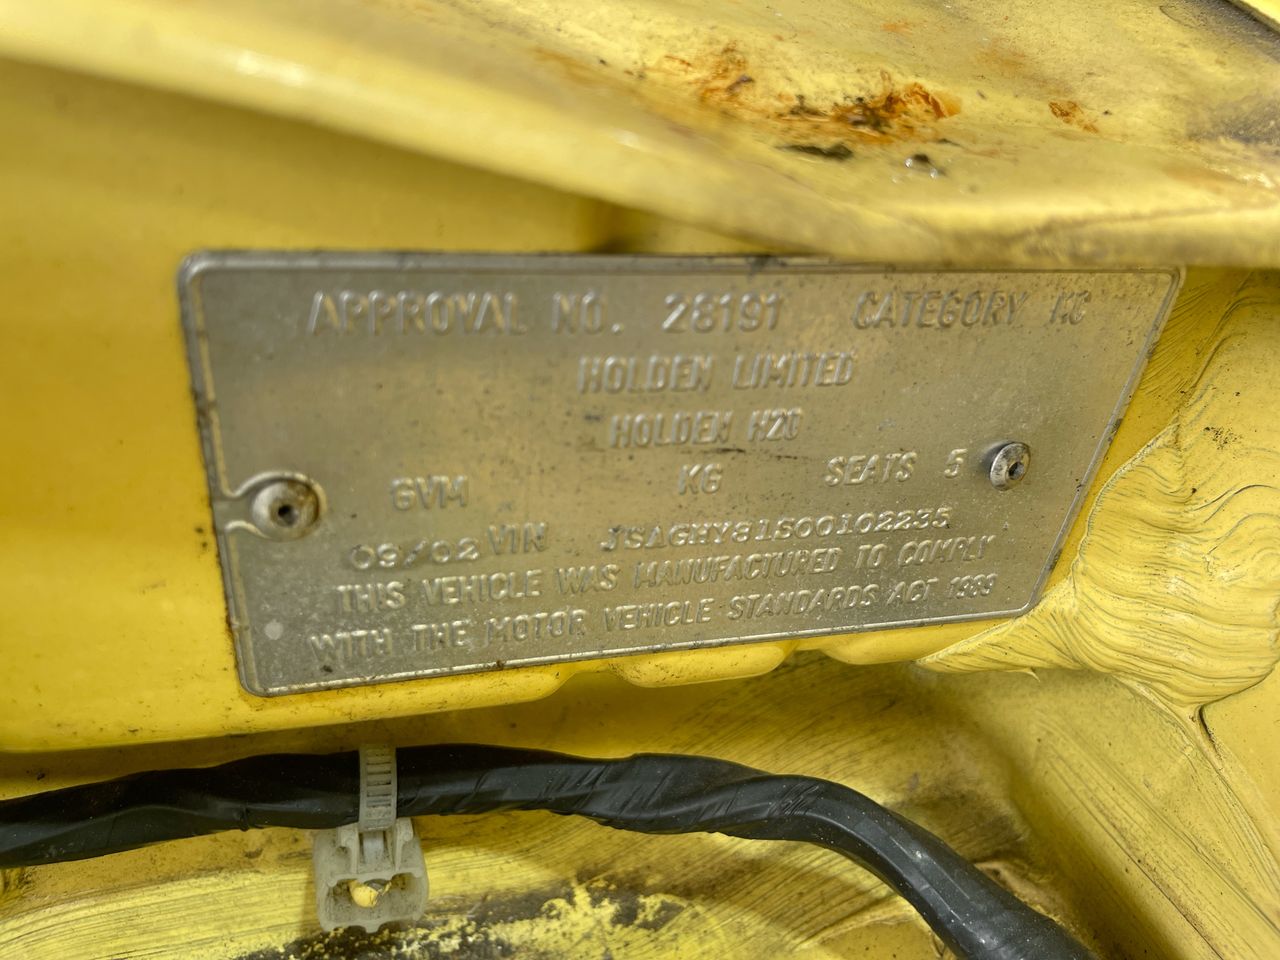 APPROVAL NO. 28191 CATEGORY MC
HOLDEN LIMITED
HOLDEN
GVM KG SEATS 5
09/02 VIN JSAGHY81S00102235
THIS VEHICLE WAS MANUFACTURED TO COMPLY
WITH THE MOTOR VEHICLE STANDARDS ACT 1989